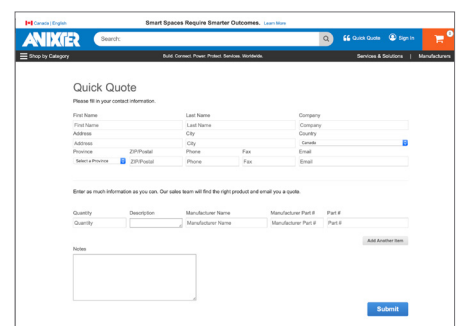 Canada | English
Smart Spaces Require Smarter Outcomes. Learn More
ANIXTER
Search:
Quick Quote
Sign In
0
Shop by Category
Build. Connect. Power. Protect. Services. Worldwide.
Services & Solutions | Manufacturers
Quick Quote
Please fill in your contact information.
First Name Last Name Company
First Name Last Name Company
Address City Country
Address City Canada
Province ZIP/Postal Phone Fax Email
Select a Province ZIP/Postal Phone Fax Email
Enter as much information as you can. Our sales team will find the right product and email you a quote.
Quantity Description Manufacturer Name Manufacturer Part # Part #
Quantity Manufacturer Name Manufacturer Part # Part #
Add Another Item
Notes
Submit